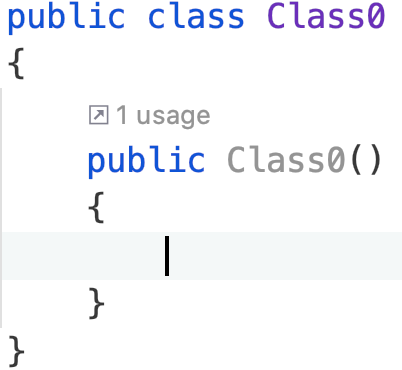 public class Class0
{
1 usage
public Class0()
{
}
}